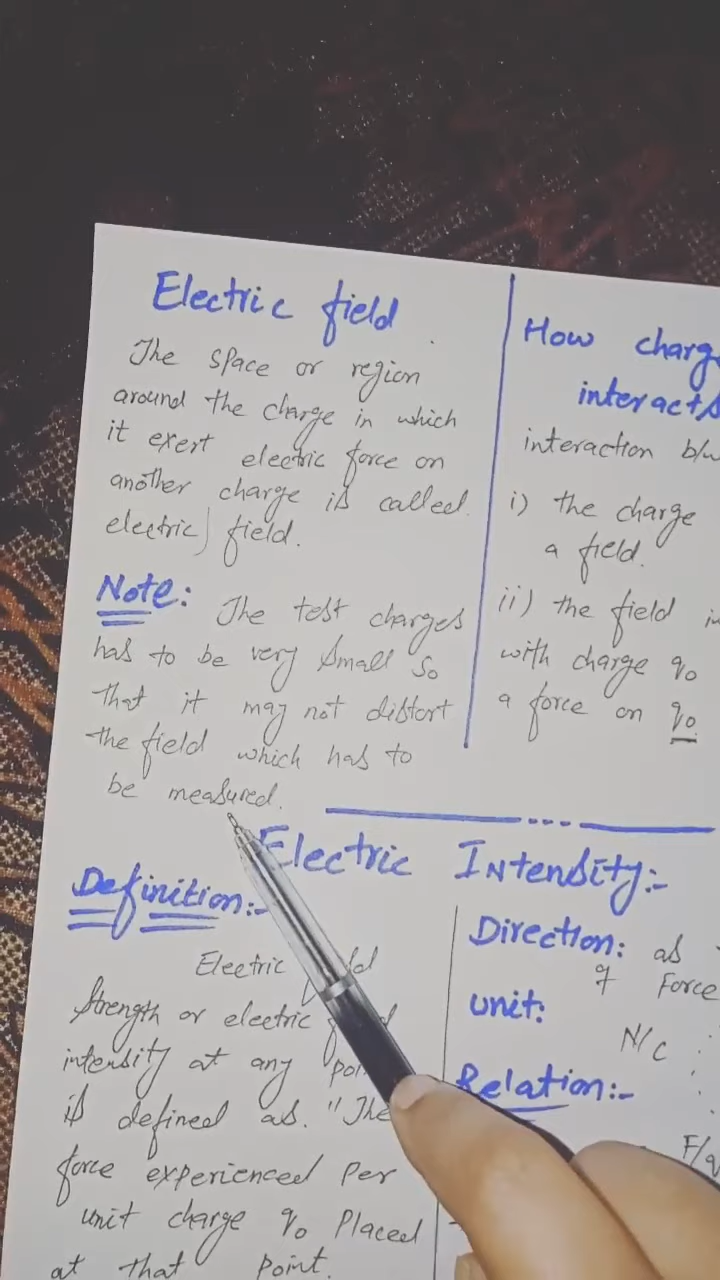 Electric field
The space or region
around the charge in which
it exert electric force on
another charge is called
electric field.
Note: The test charges
has to be very small so
that it may not distort
the field which has to
be measured.
How charg
interacts
interaction b/w
i) the charge
a field.
ii) the field
with charge q0
a force on q0
Electric Intensity:-
Definition:-
Electric
Strength or electric
intensity at any
is defined as. "The
force experienced per
unit charge q0 placed
at that point.
Direction: as
of Force
unit:
N/C
Relation:-
F/q